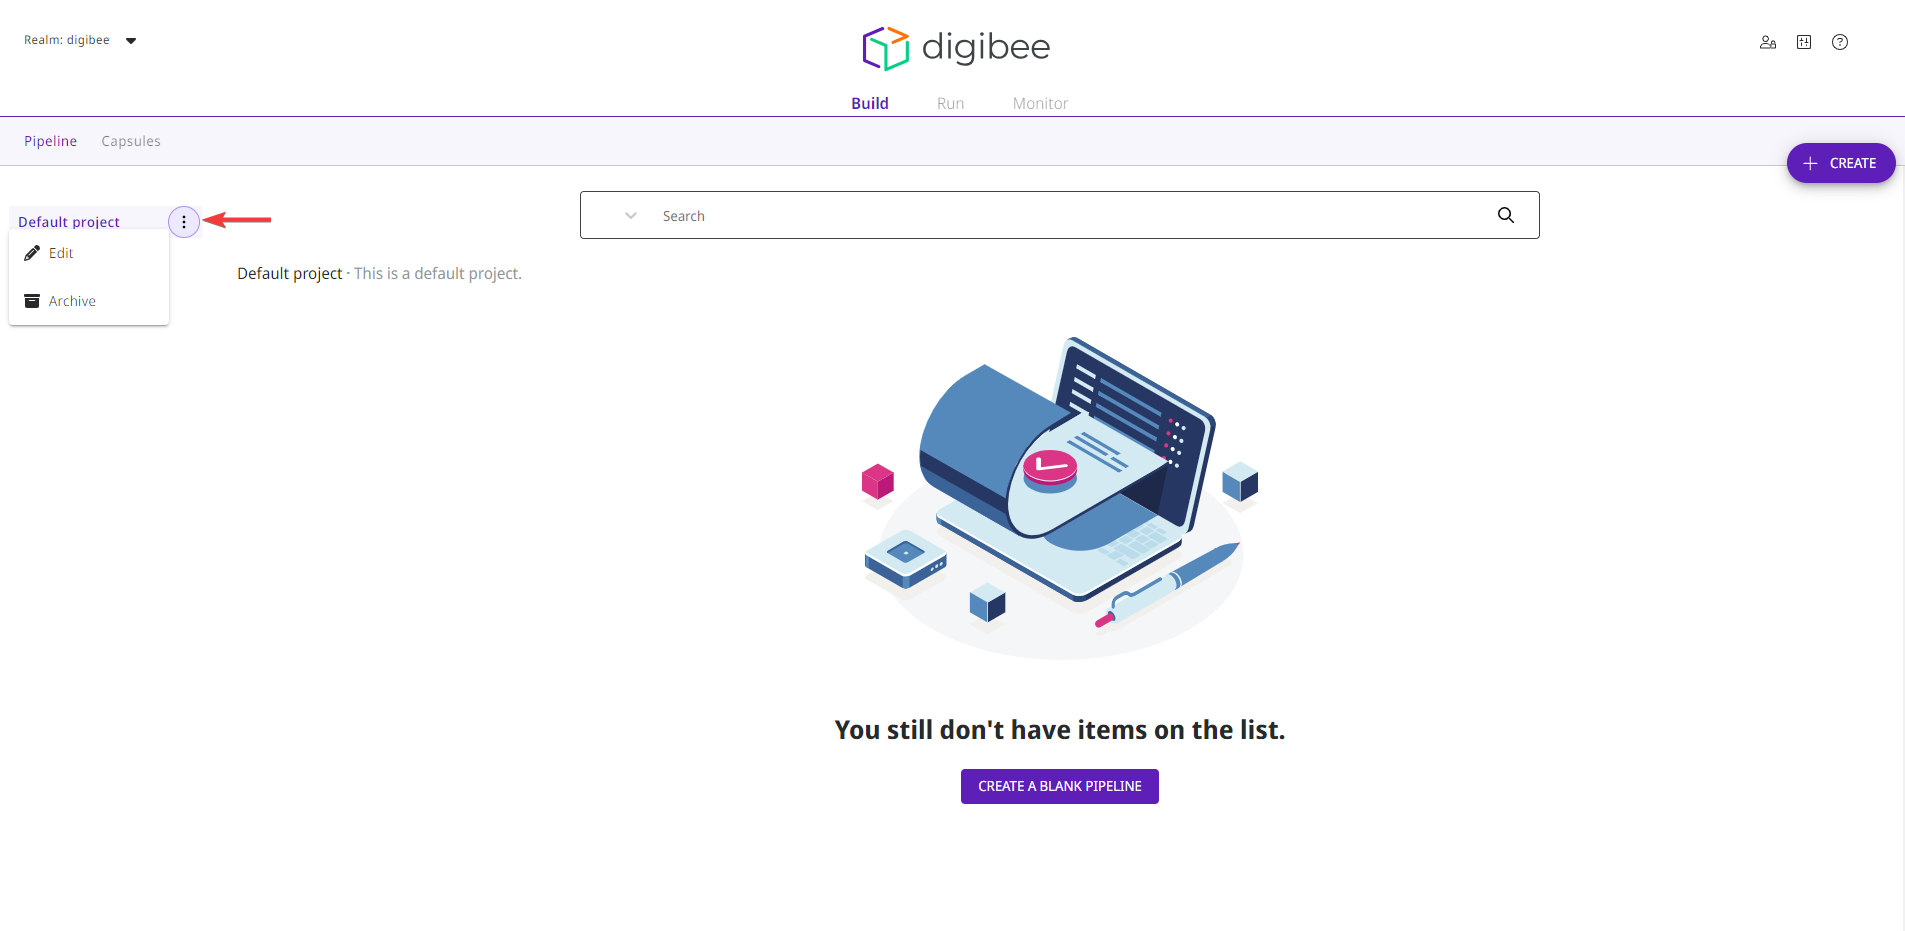 Realm: digibee
digibee
Build Run Monitor
Pipeline Capsules
CREATE
Default project
Search
Edit
Default project · This is a default project.
Archive
You still don't have items on the list.
CREATE A BLANK PIPELINE